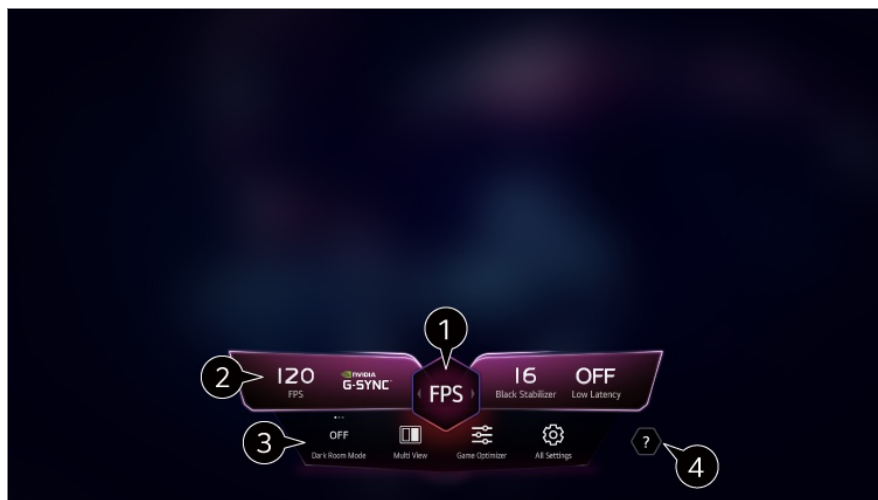 1
2
120
FPS
NVIDIA
G-SYNC
FPS
16
Black Stabilizer
OFF
Low Latency
3
OFF
Dark Room Mode
Multi View
Game Optimizer
All Settings
?
4